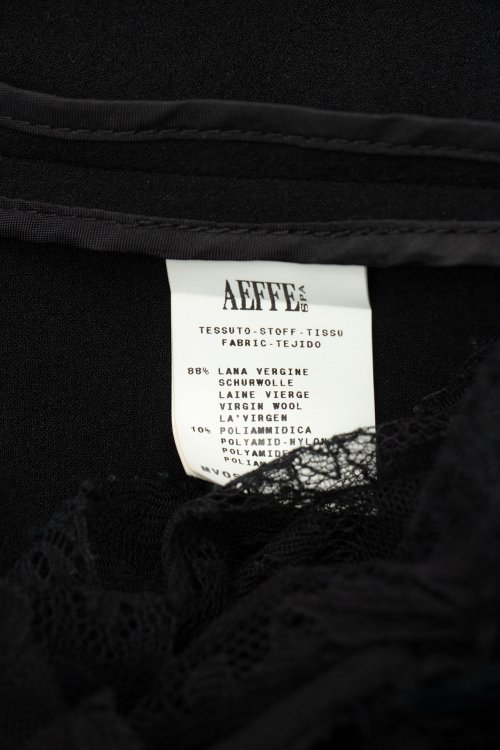 AEFFE SPA
TESSUTO-STOFF-TISSU
FABRIC-TEJIDO
88% LANA VERGINE
SCHURWOLLE
LAINE VIERGE
VIRGIN WOOL
LA'VIRGEN
10% POLIAMMIDICA
POLYAMID-NYLON
POLYAMIDE